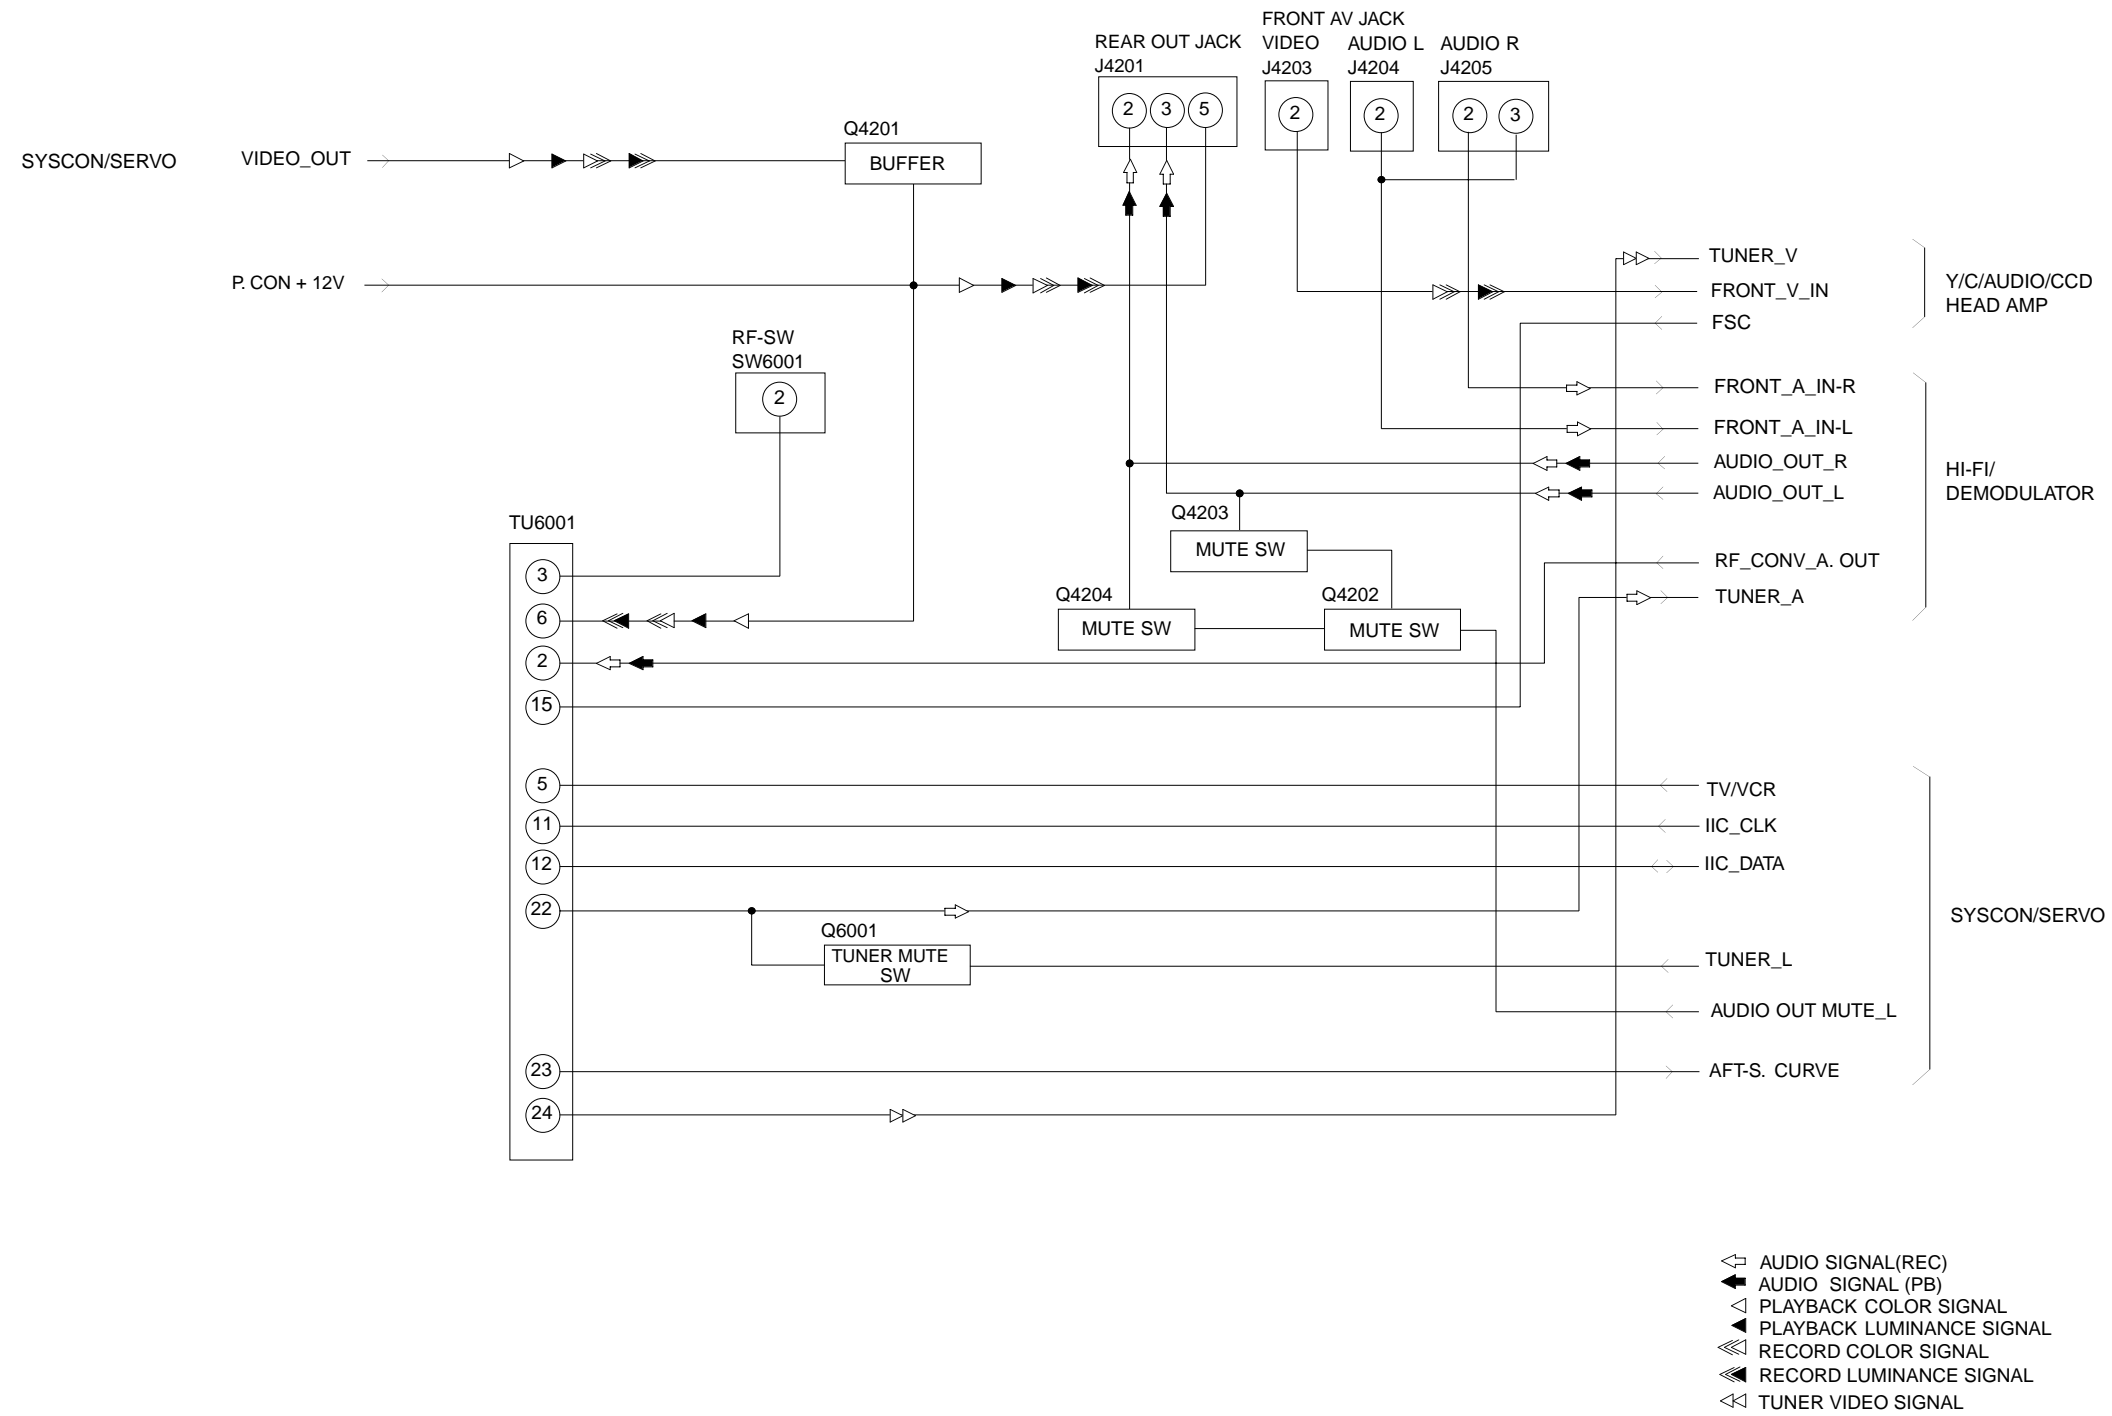 FRONT AV JACK
REAR OUT JACK
VIDEO
AUDIO L
AUDIO R
J4201
J4203
J4204
J4205
2
3
5
2
2
2
3
Q4201
SYSCON/SERVO
VIDEO_OUT
BUFFER
P. CON + 12V
TUNER_V
FRONT_V_IN
FSC
Y/C/AUDIO/CCD
HEAD AMP
RF-SW
SW6001
2
FRONT_A_IN-R
FRONT_A_IN-L
AUDIO_OUT_R
AUDIO_OUT_L
HI-FI/
DEMODULATOR
Q4203
MUTE SW
TU6001
RF_CONV_A. OUT
TUNER_A
3
Q4204
MUTE SW
Q4202
MUTE SW
6
2
15
5
TV/VCR
11
IIC_CLK
12
IIC_DATA
22
SYSCON/SERVO
Q6001
TUNER MUTE
SW
TUNER_L
AUDIO OUT MUTE_L
23
AFT-S. CURVE
24
AUDIO SIGNAL(REC)
AUDIO SIGNAL (PB)
PLAYBACK COLOR SIGNAL
PLAYBACK LUMINANCE SIGNAL
RECORD COLOR SIGNAL
RECORD LUMINANCE SIGNAL
TUNER VIDEO SIGNAL